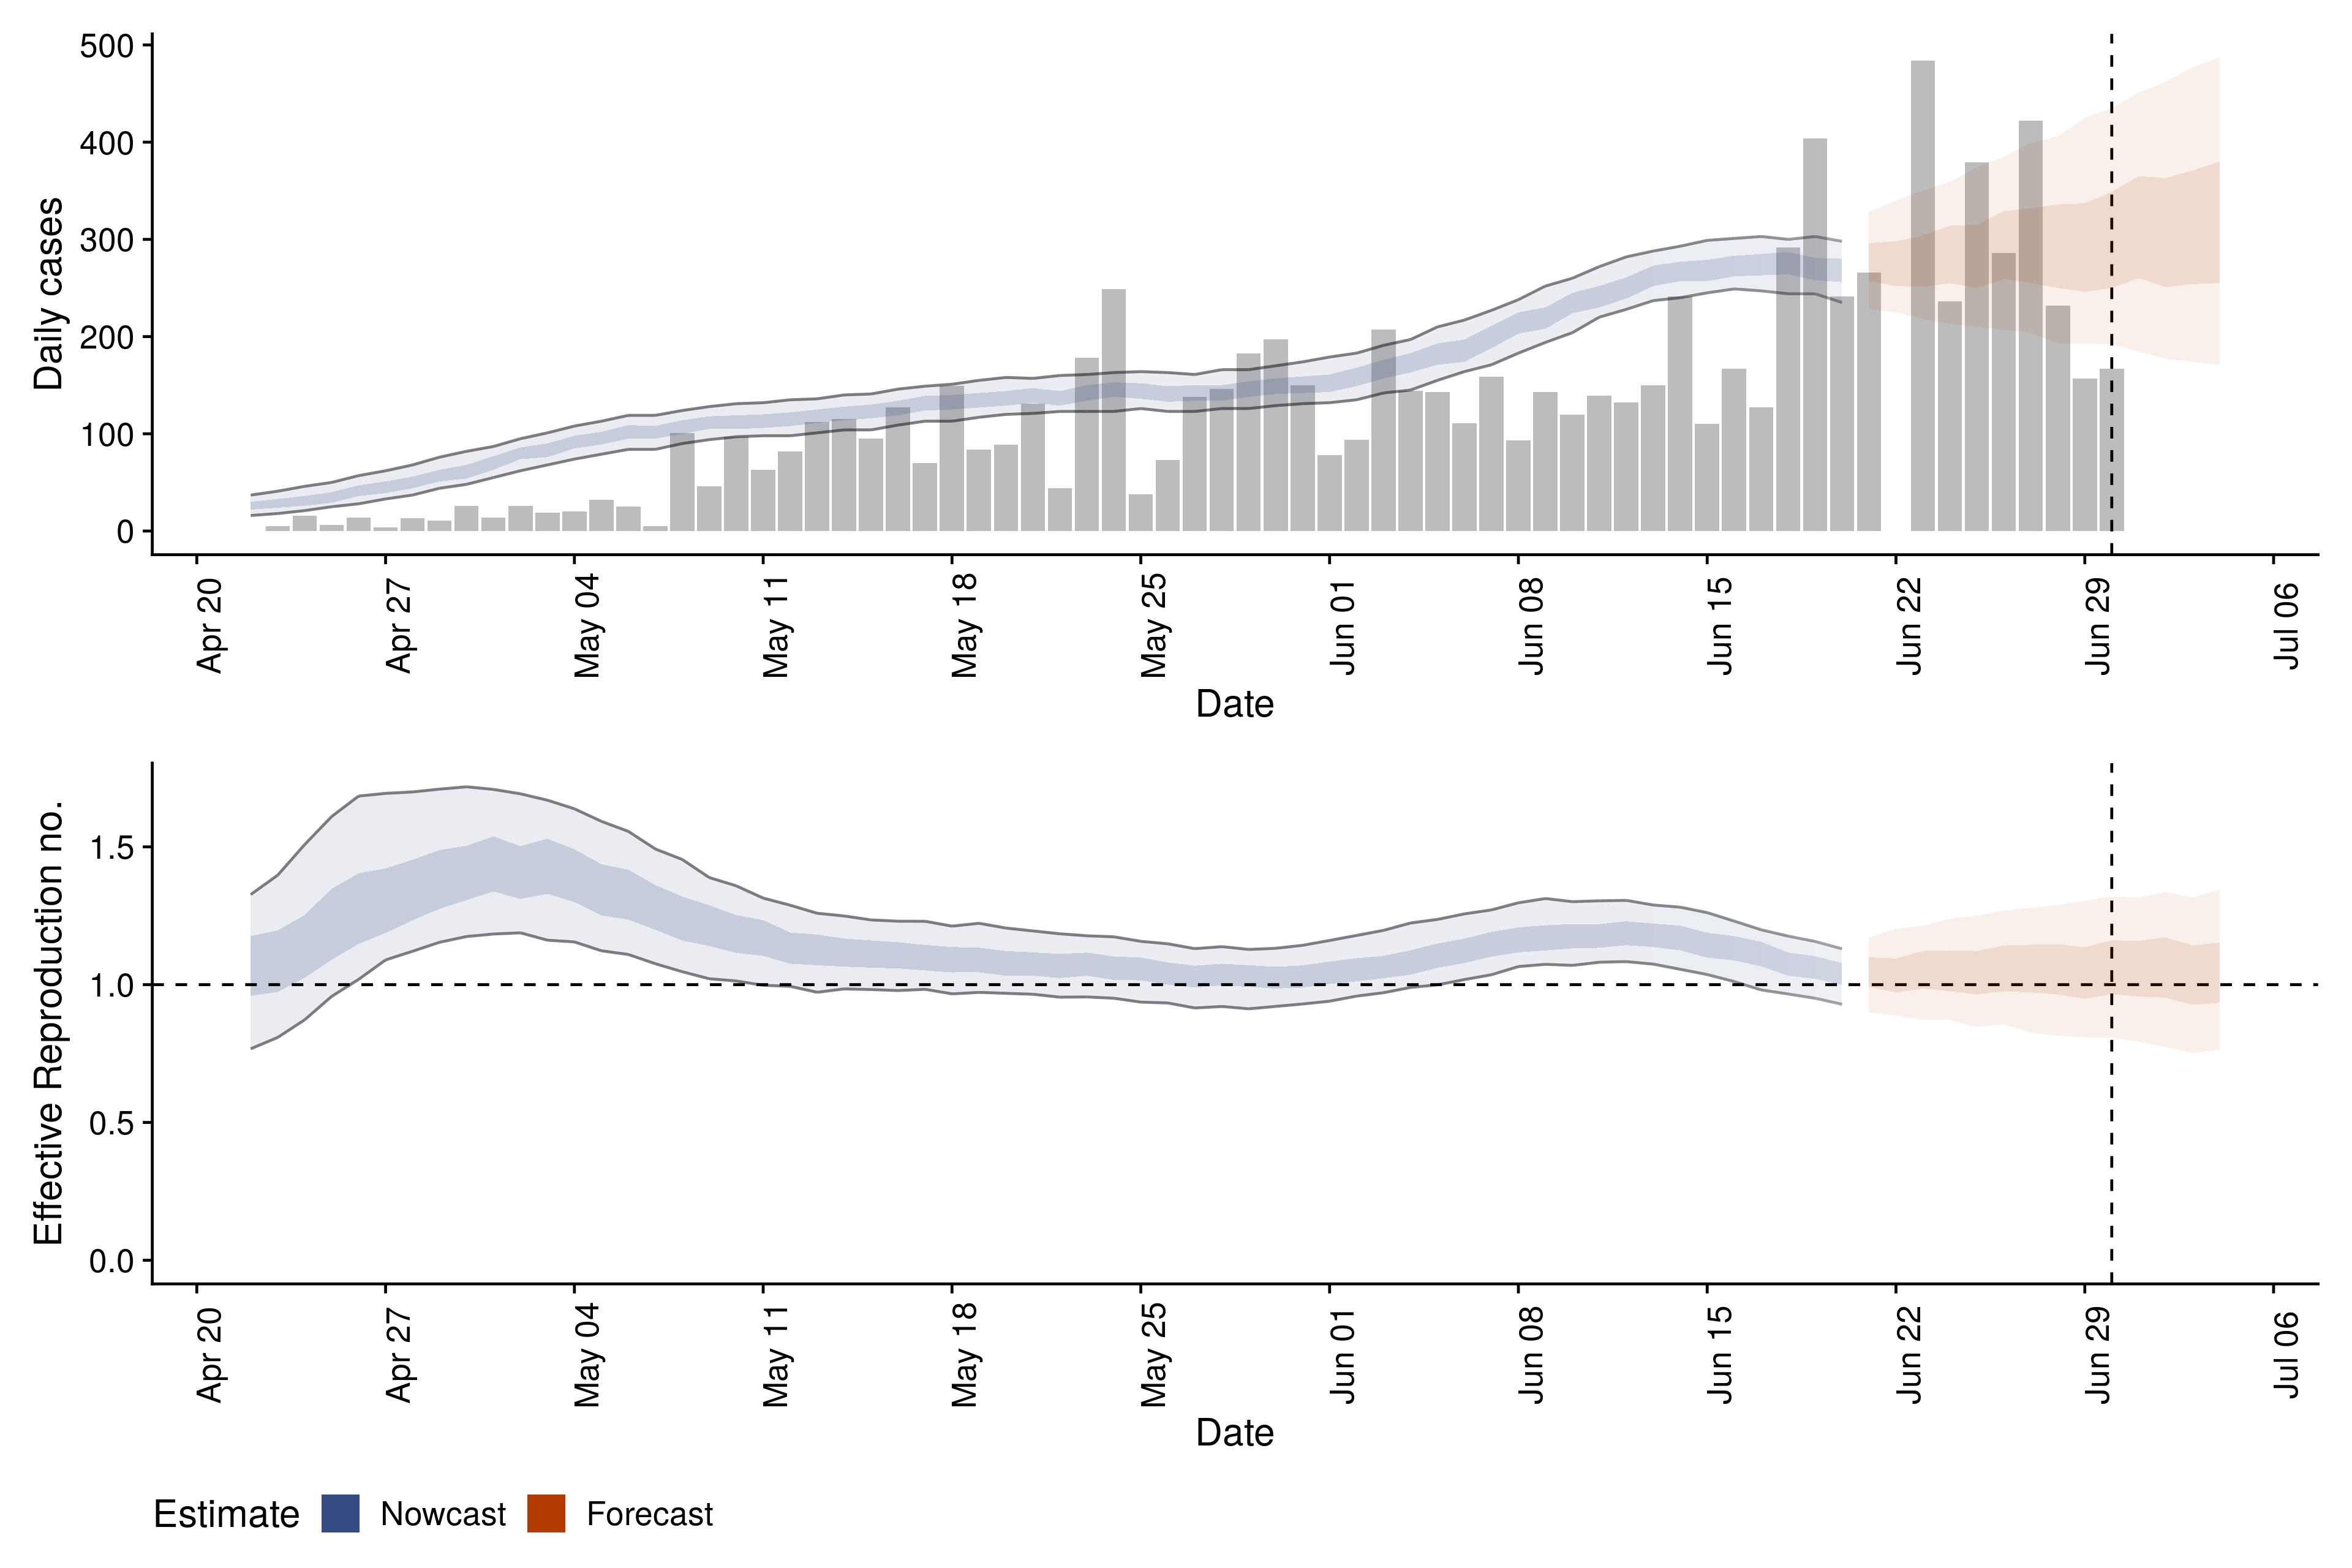 Daily cases
500
400
300
200
100
0
Apr 20
Apr 27
May 04
May 11
May 18
May 25
Jun 01
Jun 08
Jun 15
Jun 22
Jun 29
Jul 06
Date
Effective Reproduction no.
1.5
1.0
0.5
0.0
Apr 20
Apr 27
May 04
May 11
May 18
May 25
Jun 01
Jun 08
Jun 15
Jun 22
Jun 29
Jul 06
Date
Estimate Nowcast Forecast